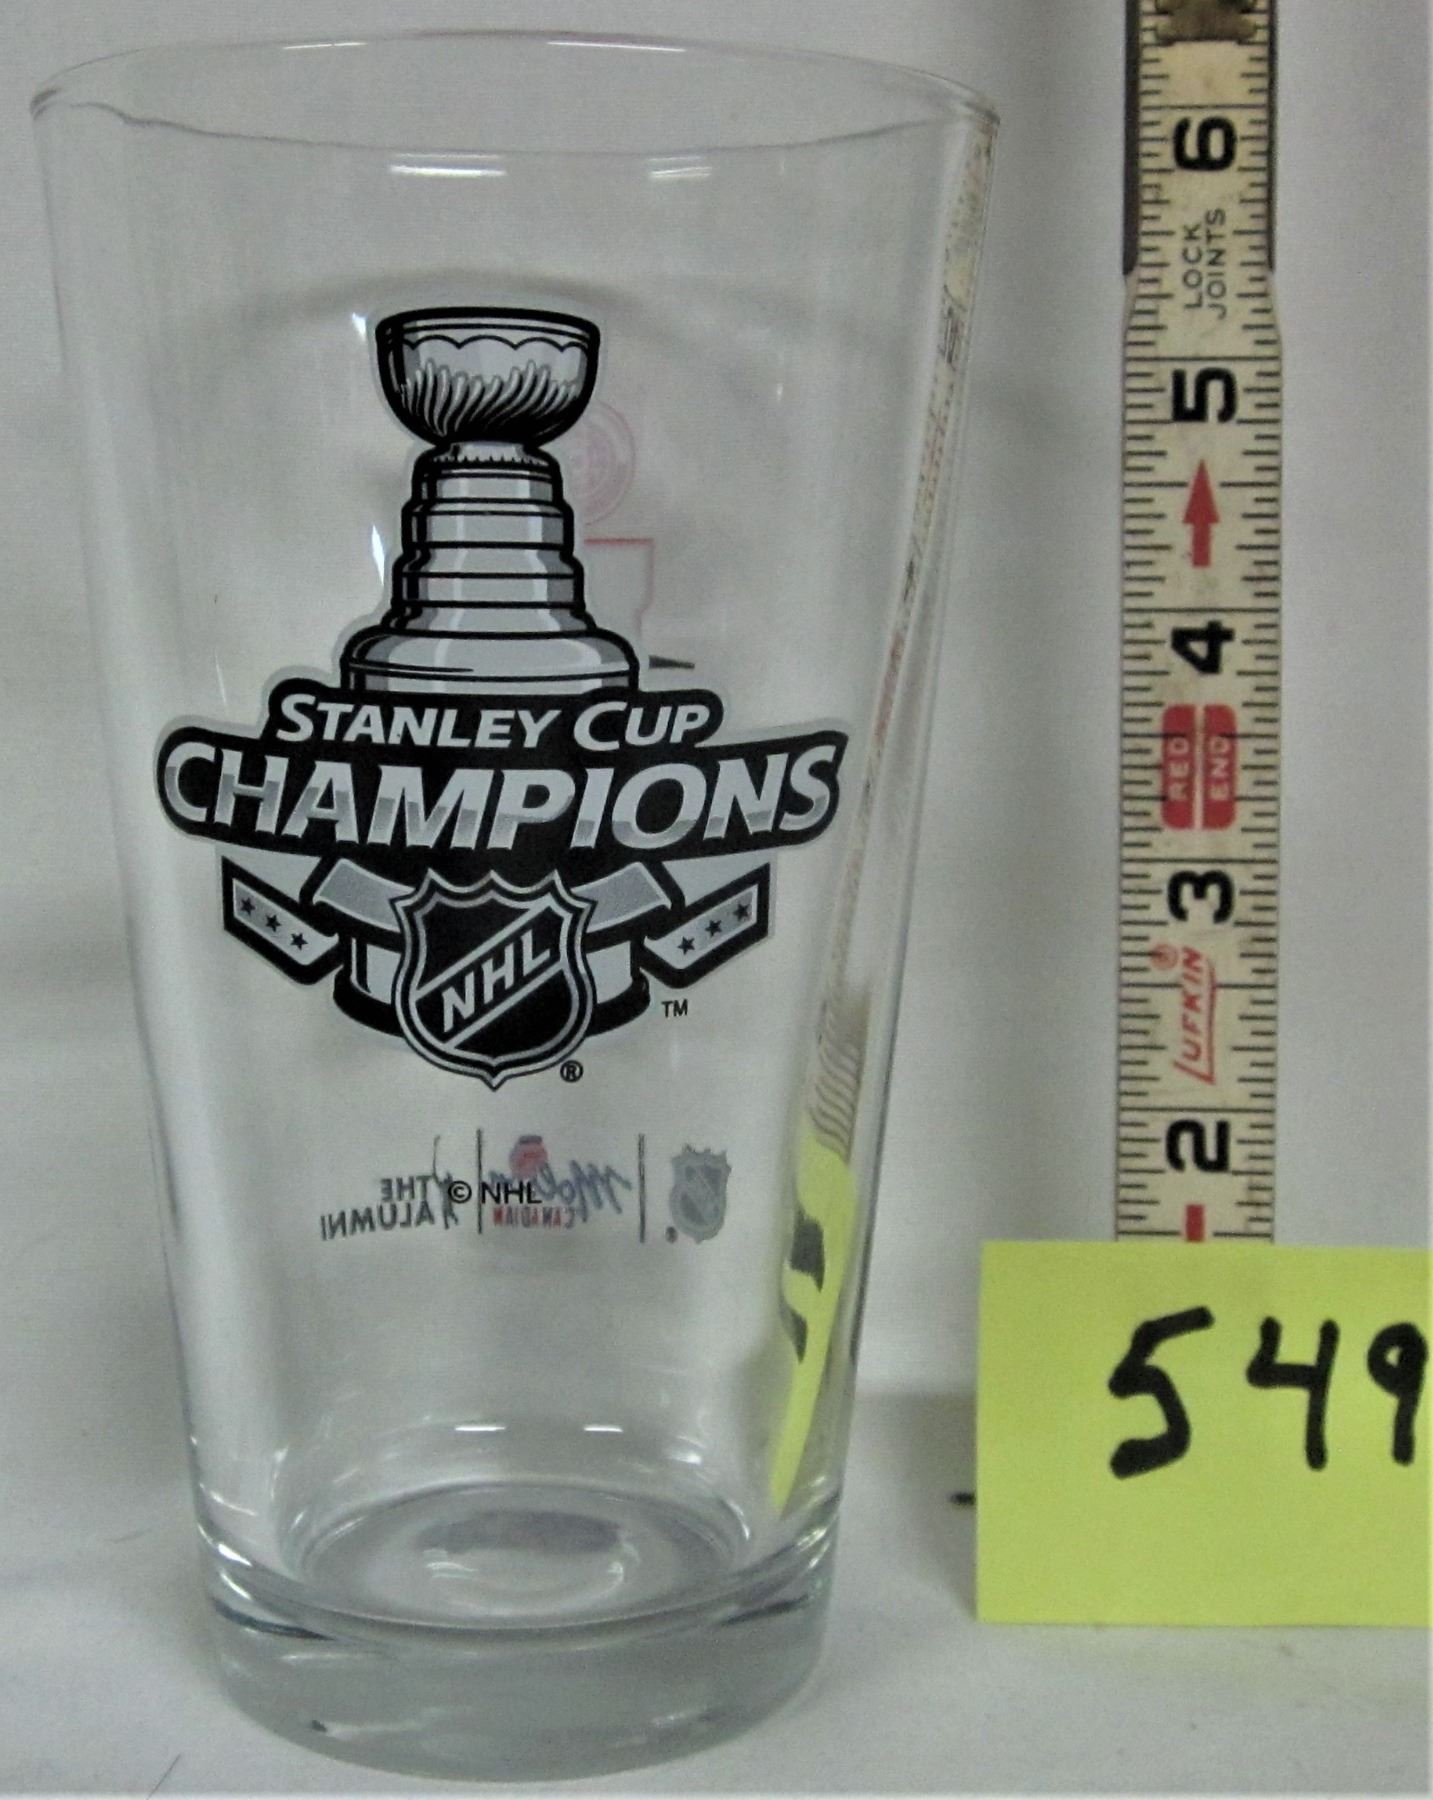 STANLEY CUP
CHAMPIONS
NHL
TM
®
THE
ALUMNI
© NHL
Molson
CANADIAN
®
6
LOCK
JOINTS
5
4
RED
END
3
LUFKIN
®
2
549